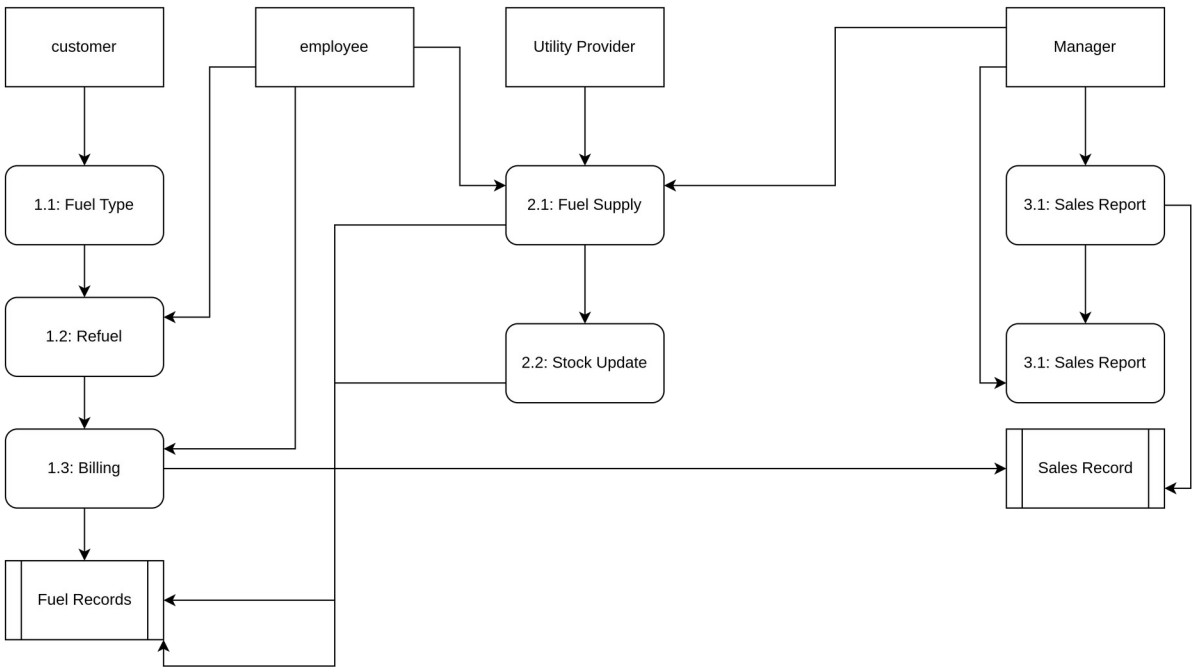 customer
employee
Utility Provider
Manager
1.1: Fuel Type
2.1: Fuel Supply
3.1: Sales Report
1.2: Refuel
2.2: Stock Update
3.1: Sales Report
1.3: Billing
Sales Record
Fuel Records